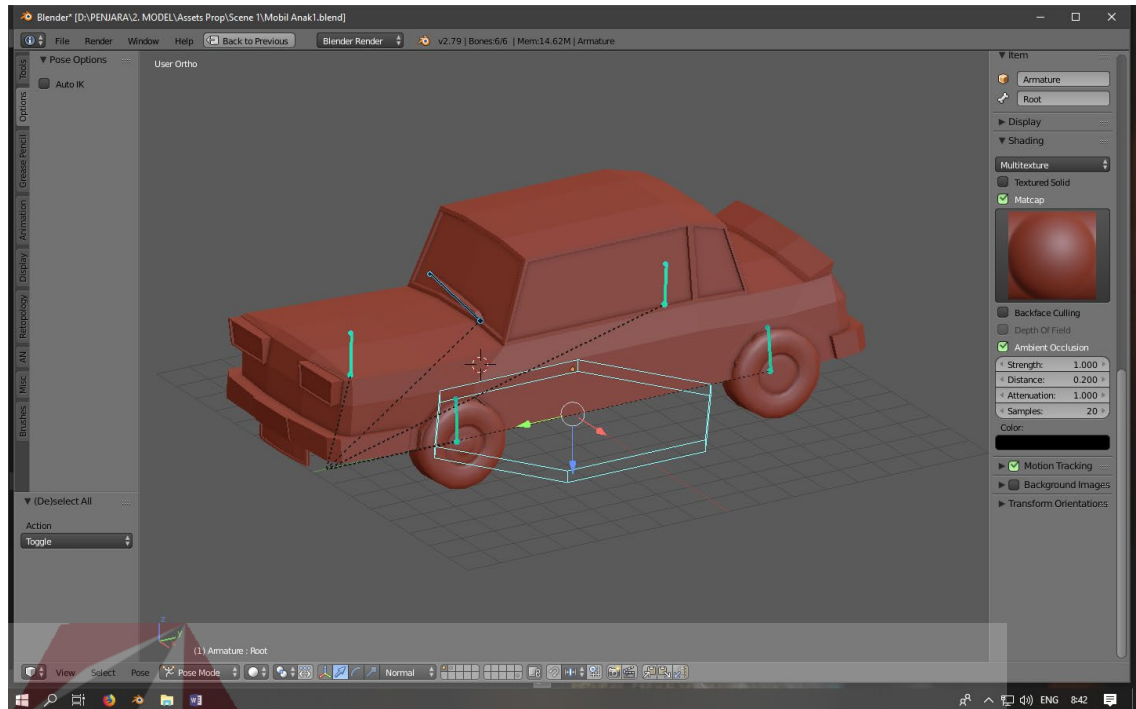 Blender* [D:\PENJARA\2. MODEL\Assets Prop\Scene 1\Mobil Anak1.blend]
File Render Window Help Back to Previous Blender Render v2.79 | Bones:6/6 | Mem:14.62M | Armature
Pose Options
Auto IK
Tools
Options
Grease Pencil
Animation
Display
Retopology
AN
Misc
Brushes
User Ortho
(De)select All
Action
Toggle
Item
Armature
Root
Display
Shading
Multitexture
Textured Solid
Matcap
Backface Culling
Depth Of Field
Ambient Occlusion
Strength: 1.000
Distance: 0.200
Attenuation: 1.000
Samples: 20
Color:
Motion Tracking
Background Images
Transform Orientations
z
y
(1) Armature : Root
View Select Pose Pose Mode Normal
ENG 8:42